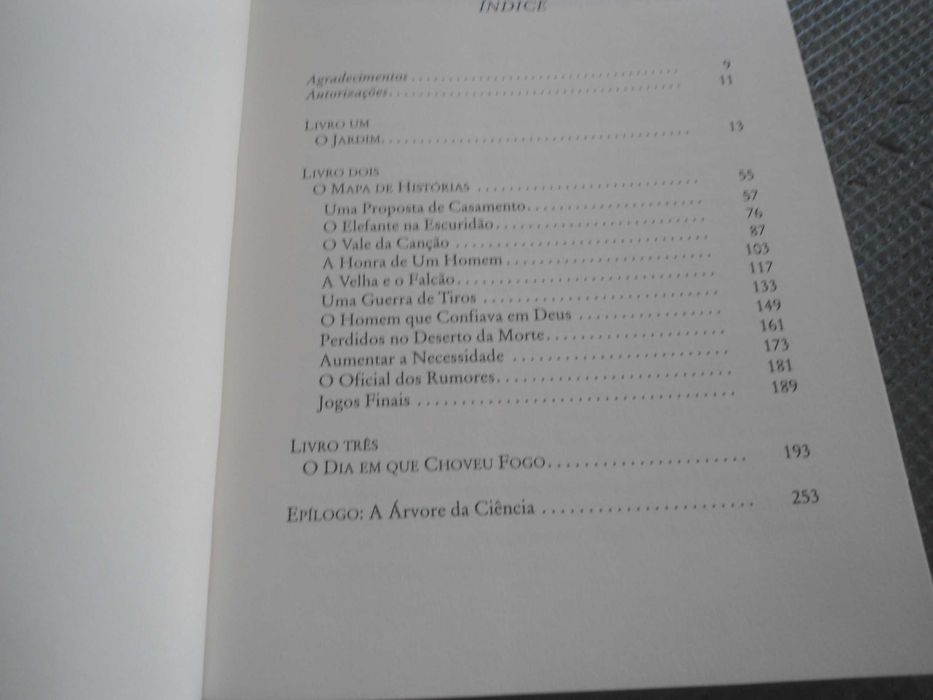 ÍNDICE
Agradecimentos 9
Autorizações 11
LIVRO UM
O JARDIM 13
LIVRO DOIS
O MAPA DE HISTÓRIAS 55
Uma Proposta de Casamento 57
O Elefante na Escuridão 76
O Vale da Canção 87
A Honra de Um Homem 103
A Velha e o Falcão 117
Uma Guerra de Tiros 133
O Homem que Confiava em Deus 149
Perdidos no Deserto da Morte 161
Aumentar a Necessidade 173
O Oficial dos Rumores 181
Jogos Finais 189
LIVRO TRÊS
O DIA EM QUE CHOVEU FOGO 193
EPÍLOGO: A Árvore da Ciência 253